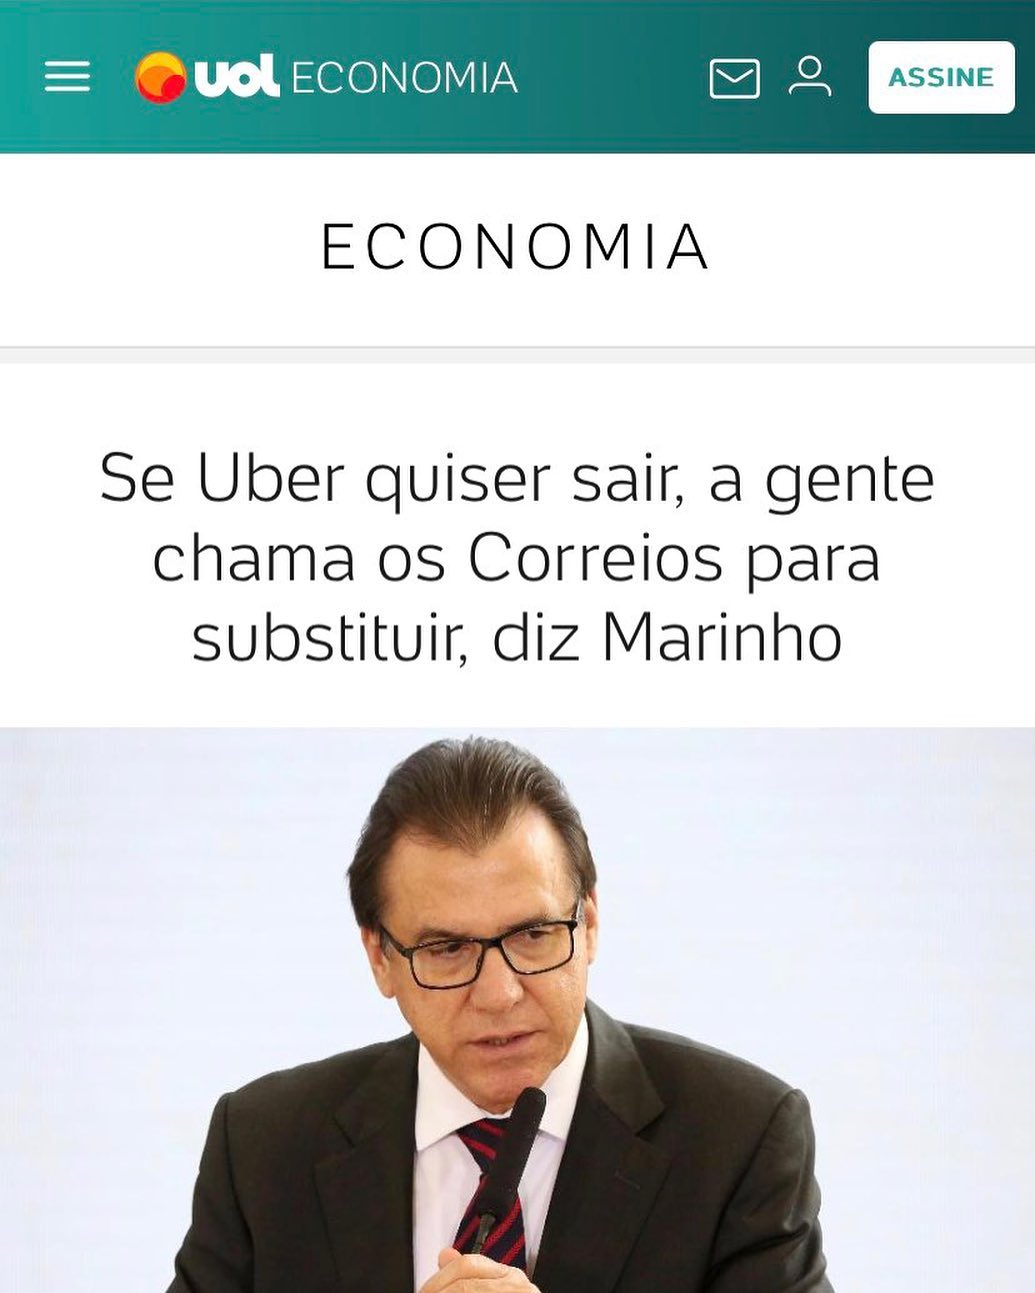 uol ECONOMIA
ASSINE
ECONOMIA
Se Uber quiser sair, a gente
chama os Correios para
substituir, diz Marinho